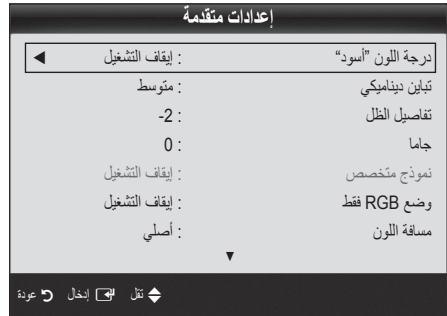 إعدادات متقدمة
درجة اللون "أسود" : إيقاف التشغيل
تباين ديناميكي : متوسط
تفاصيل الظل : -2
جاما : 0
نموذج متخصص : إيقاف التشغيل
وضع RGB فقط : إيقاف التشغيل
مسافة اللون : أصلي
نقل إدخال عودة